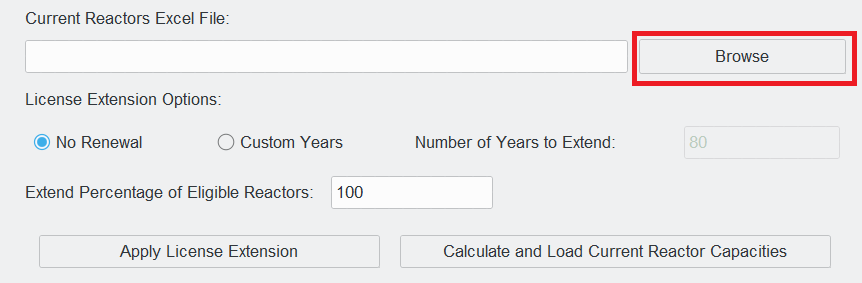 Current Reactors Excel File:
Browse
License Extension Options:
No Renewal Custom Years Number of Years to Extend: 80
Extend Percentage of Eligible Reactors: 100
Apply License Extension Calculate and Load Current Reactor Capacities